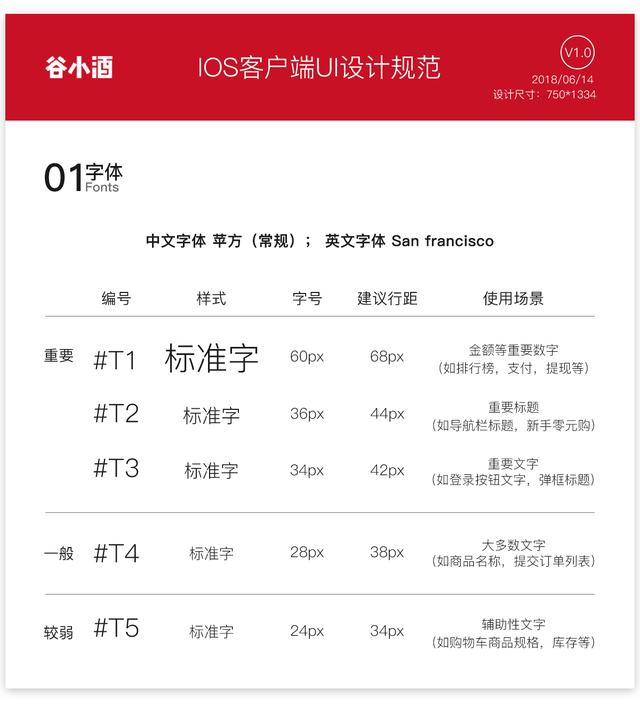 谷小酒
IOS客户端UI设计规范
V1.0
2018/06/14
设计尺寸：750*1334
01 字体
Fonts
中文字体 苹方（常规）； 英文字体 San francisco
编号 样式 字号 建议行距 使用场景
重要 #T1 标准字 60px 68px 金额等重要数字
（如排行榜，支付，提现等）
#T2 标准字 36px 44px 重要标题
（如导航栏标题，新手零元购）
#T3 标准字 34px 42px 重要文字
（如登录按钮文字，弹框标题）
一般 #T4 标准字 28px 38px 大多数文字
（如商品名称，提交订单列表）
较弱 #T5 标准字 24px 34px 辅助性文字
（如购物车商品规格，库存等）